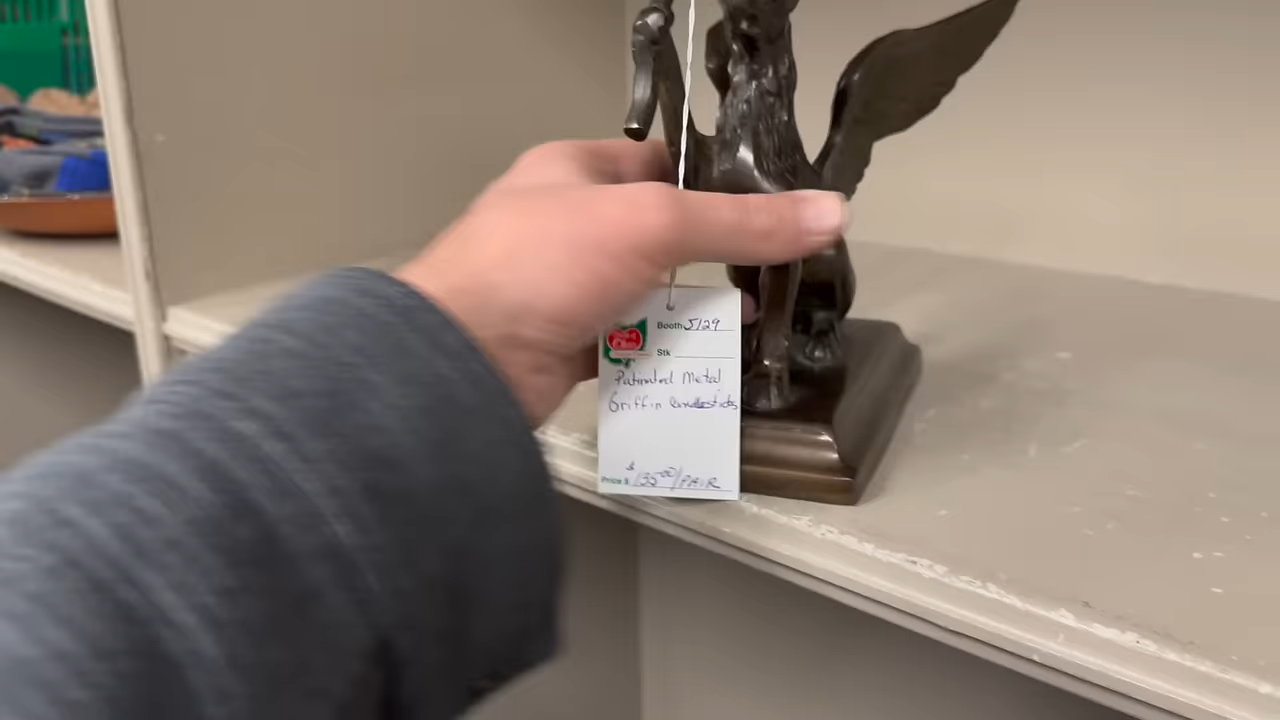 Booth 5129
Stk
Patinated Metal
Griffin Candlesticks
Price $ $135.00/PAIR